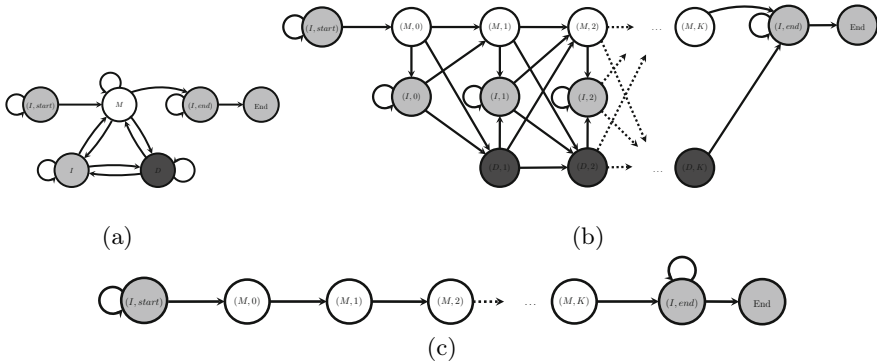 (I, start) (M, 0) (M, 1) (M, 2) ... (M, K) (I, end) End
(I, 0) (I, 1) (I, 2)
(D, 1) (D, 2) ... (D, K)
(I, start) M (I, end) End
I D
(a) (b)
(I, start) (M, 0) (M, 1) (M, 2) ... (M, K) (I, end) End
(c)